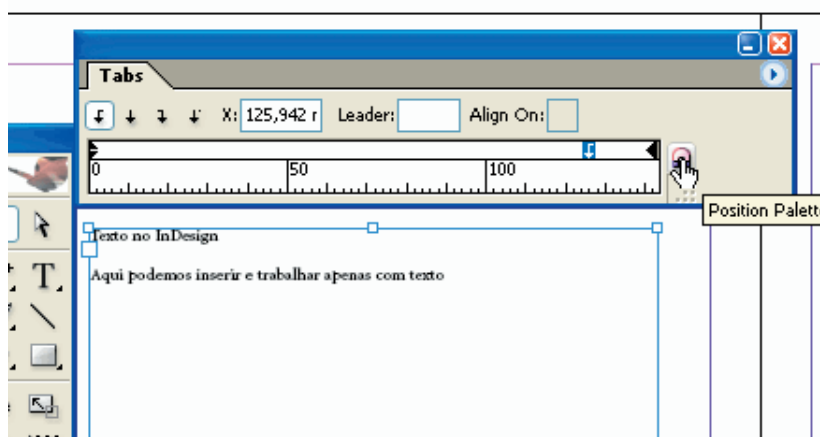 Tabs
X: 125,942 r Leader: Align On:
0 50 100
Position Palett
Texto no InDesign
Aqui podemos inserir e trabalhar apenas com texto
T